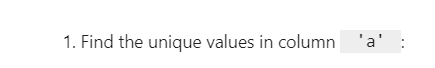 1. Find the unique values in column 'a' :